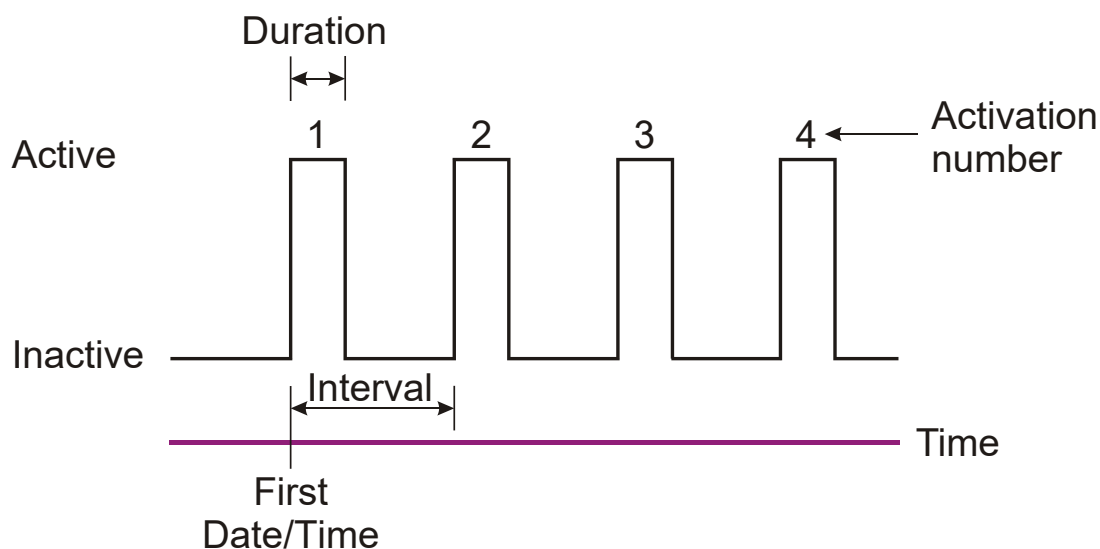 Duration
1
2
3
4
Activation
number
Active
Inactive
Interval
Time
First
Date/Time